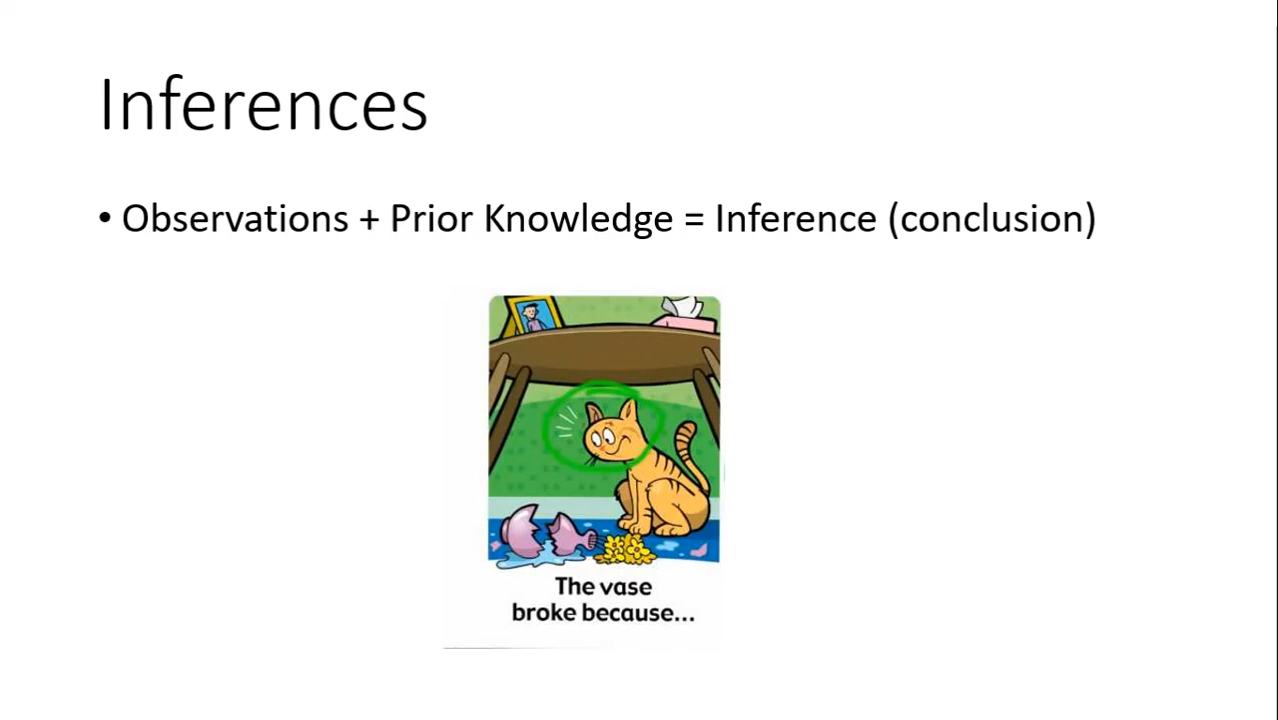 Inferences
• Observations + Prior Knowledge = Inference (conclusion)
The vase
broke because...